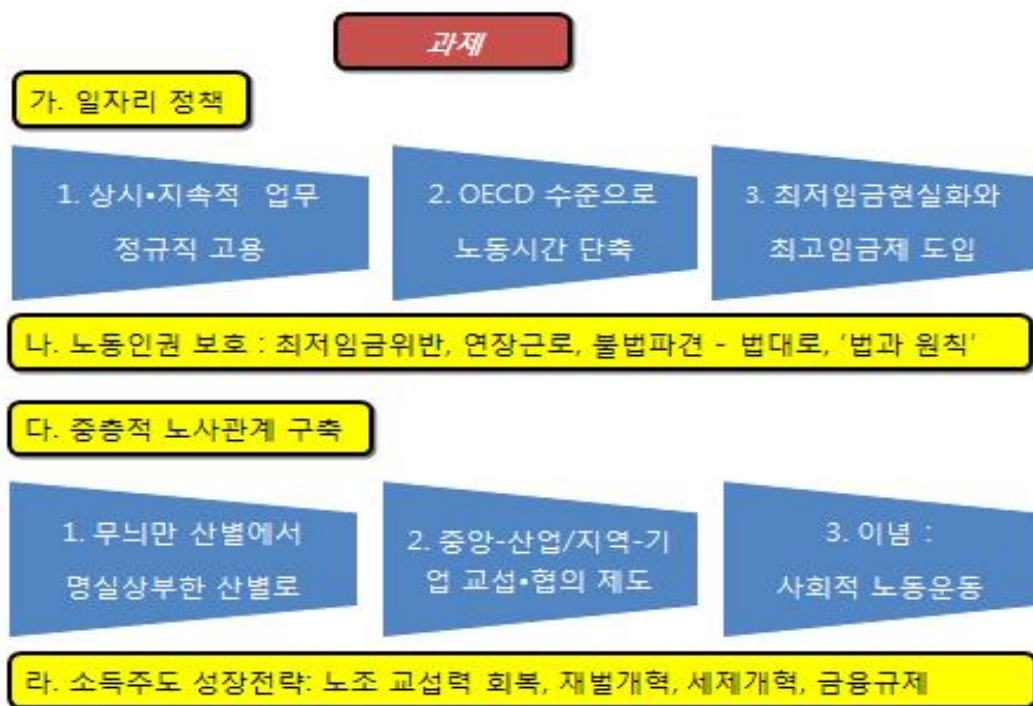 과제
가. 일자리 정책
1. 상시•지속적 업무
정규직 고용
2. OECD 수준으로
노동시간 단축
3. 최저임금현실화와
최고임금제 도입
나. 노동인권 보호 : 최저임금위반, 연장근로, 불법파견 - 법대로, ‘법과 원칙’
다. 중층적 노사관계 구축
1. 무늬만 산별에서
명실상부한 산별로
2. 중앙-산업/지역-기
업 교섭•협의 제도
3. 이념 :
사회적 노동운동
라. 소득주도 성장전략: 노조 교섭력 회복, 재벌개혁, 세제개혁, 금융규제